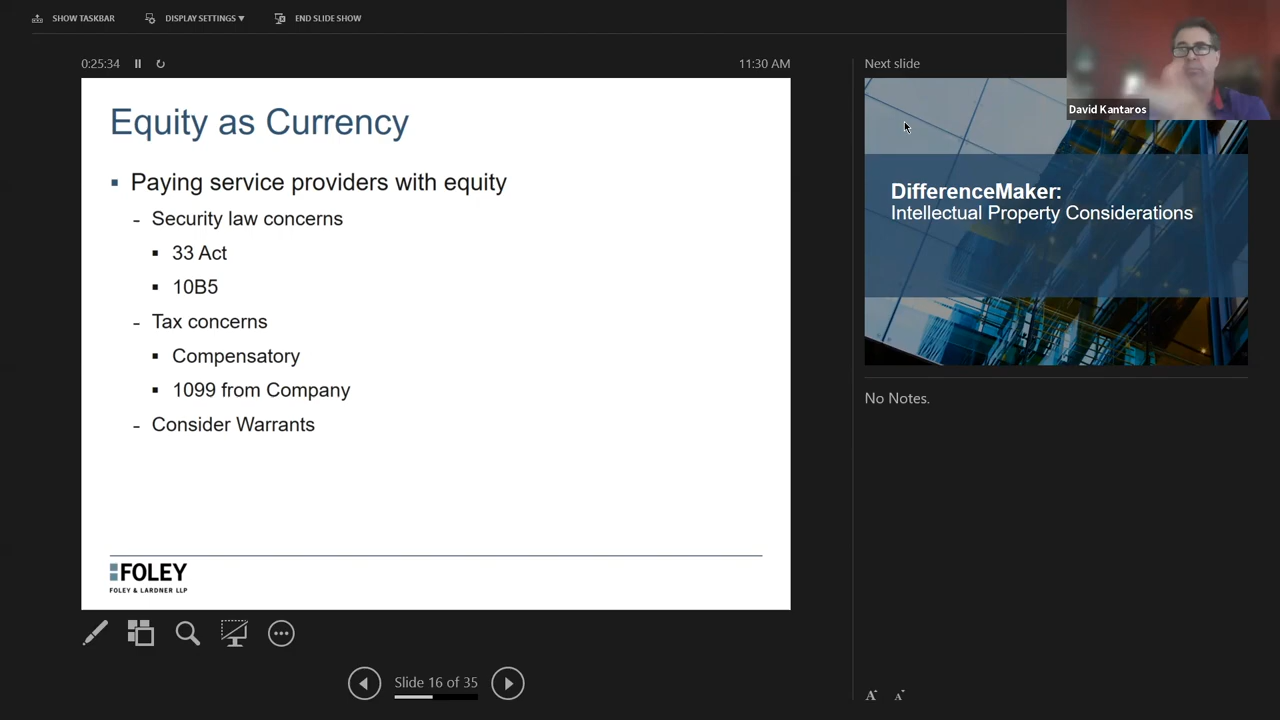 SHOW TASKBAR
DISPLAY SETTINGS ▼
END SLIDE SHOW
0:25:34
11:30 AM
Equity as Currency
▪ Paying service providers with equity
- Security law concerns
▪ 33 Act
▪ 10B5
- Tax concerns
▪ Compensatory
▪ 1099 from Company
- Consider Warrants
FOLEY
FOLEY & LARDNER LLP
Slide 16 of 35
Next slide
David Kantaros
DifferenceMaker:
Intellectual Property Considerations
No Notes.
A A